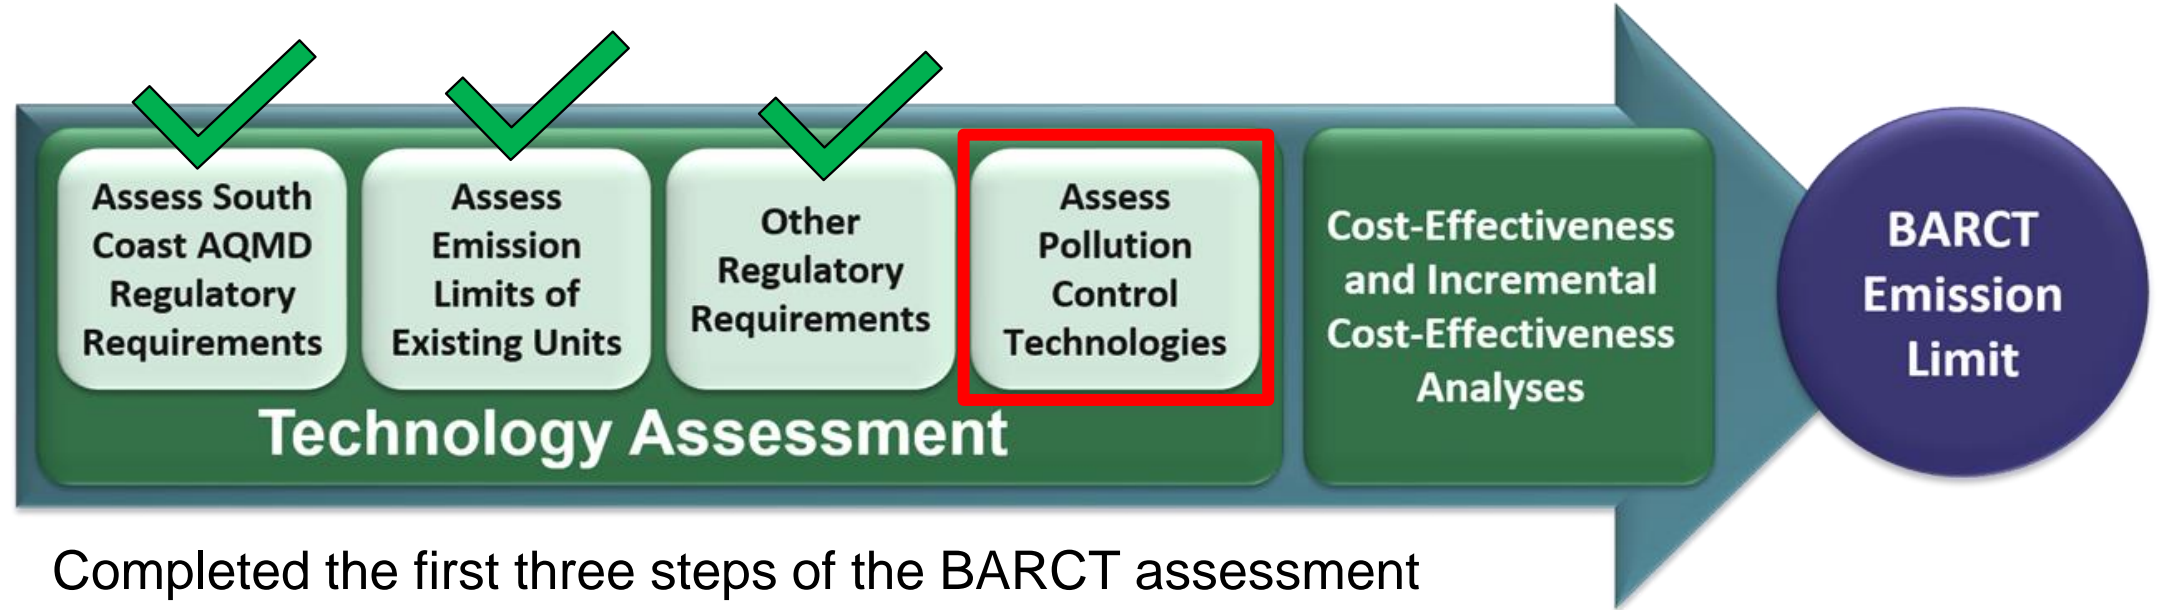 Assess South
Coast AQMD
Regulatory
Requirements
Assess
Emission
Limits of
Existing Units
Other
Regulatory
Requirements
Assess
Pollution
Control
Technologies
Technology Assessment
Cost-Effectiveness
and Incremental
Cost-Effectiveness
Analyses
BARCT
Emission
Limit
Completed the first three steps of the BARCT assessment